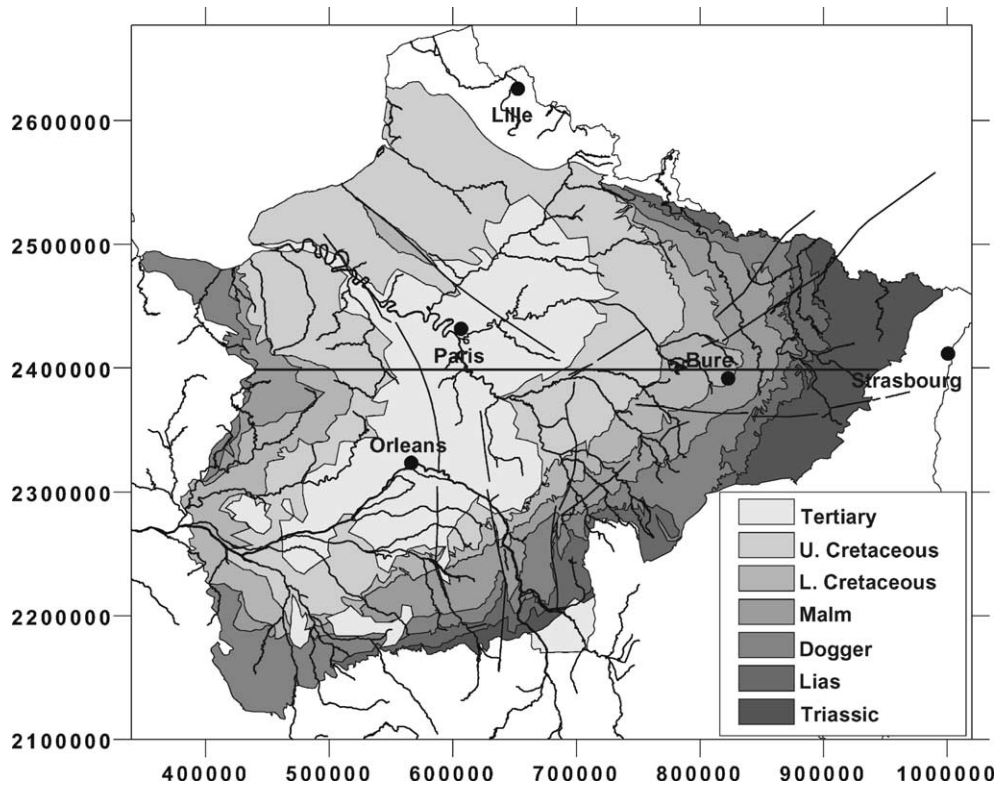 2600000
2500000
2400000
2300000
2200000
2100000
Lille
Paris
Bure
Strasbourg
Orleans
Tertiary
U. Cretaceous
L. Cretaceous
Malm
Dogger
Lias
Triassic
400000 500000 600000 700000 800000 900000 1000000